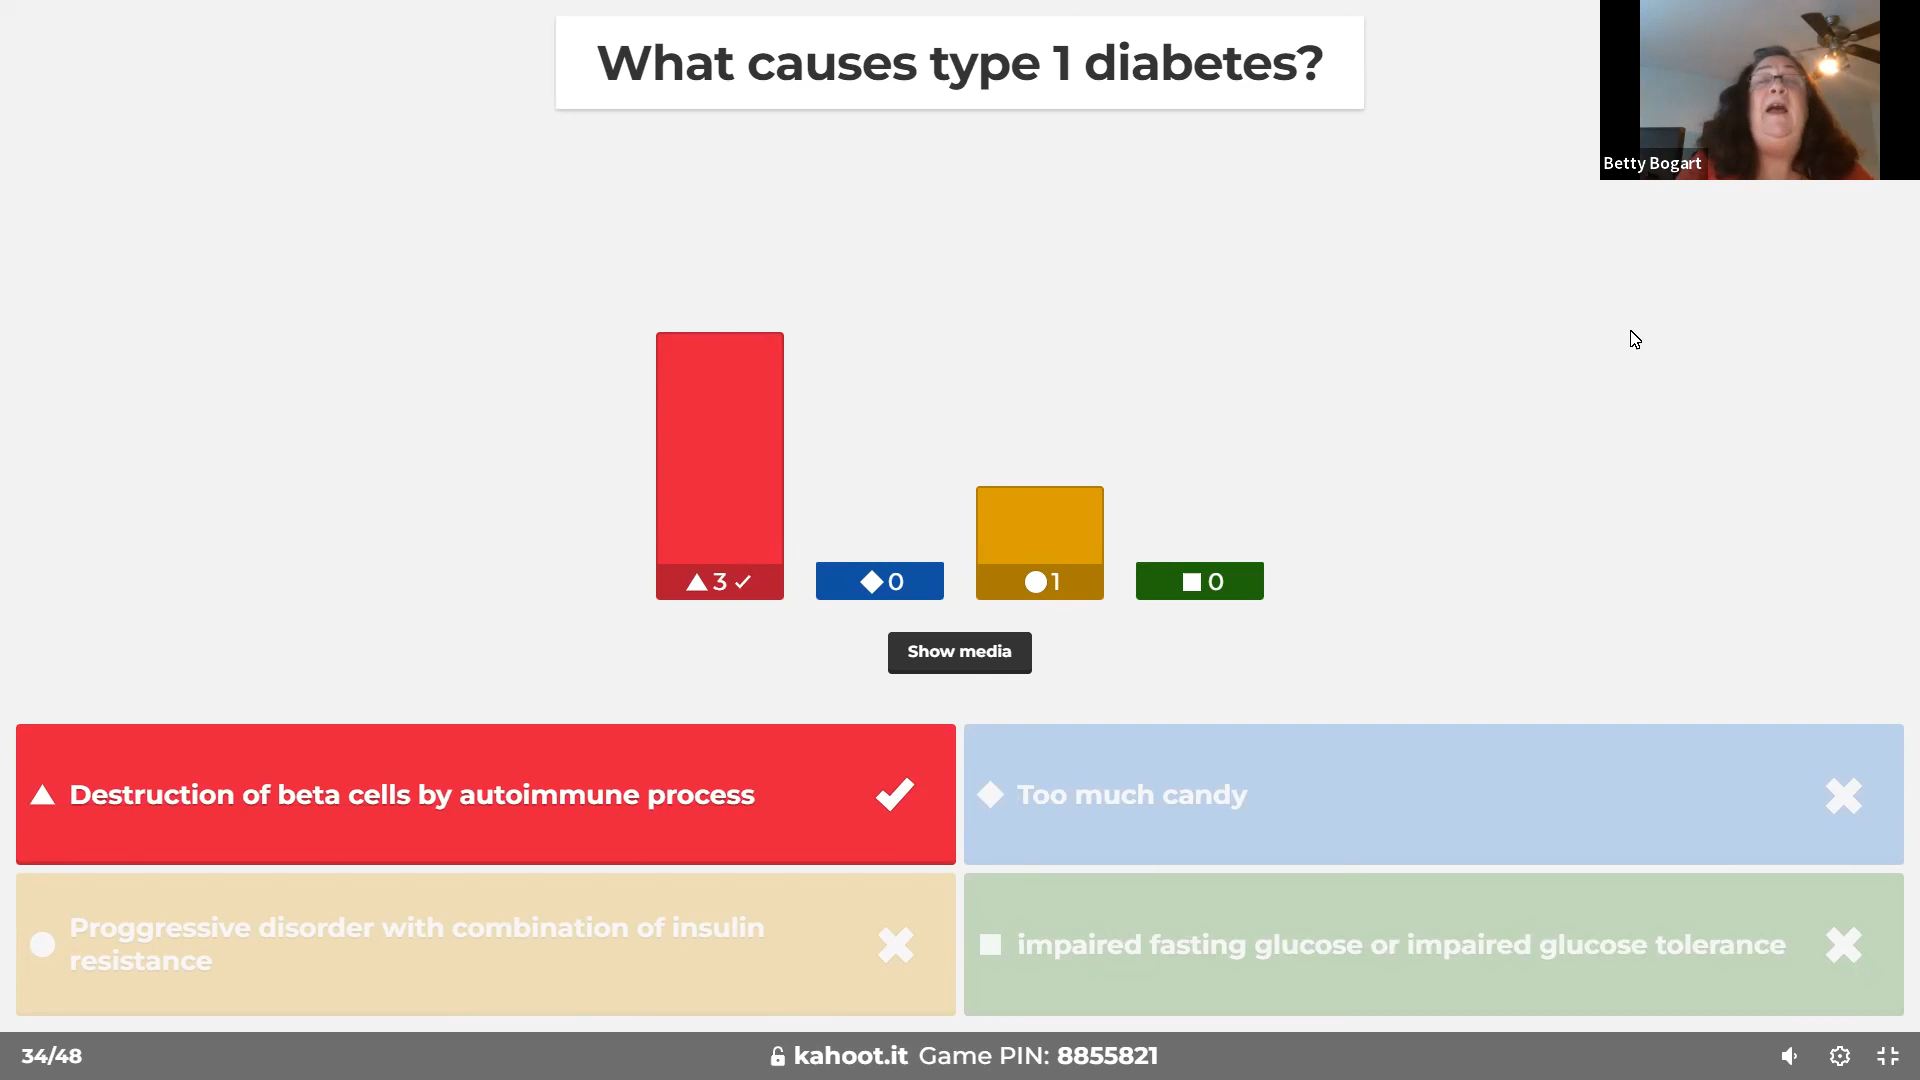 What causes type 1 diabetes?
Betty Bogart
3
0
1
0
Show media
Destruction of beta cells by autoimmune process
Too much candy
Proggressive disorder with combination of insulin
resistance
impaired fasting glucose or impaired glucose tolerance
34/48
kahoot.it Game PIN: 8855821